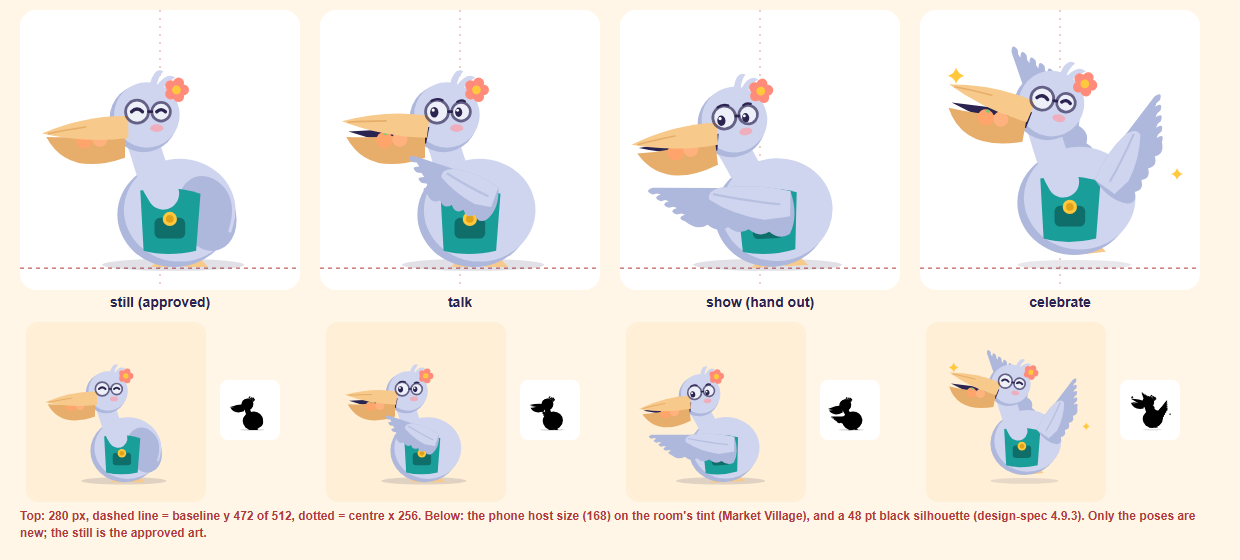 still (approved)
talk
show (hand out)
celebrate
Top: 280 px, dashed line = baseline y 472 of 512, dotted = centre x 256. Below: the phone host size (168) on the room's tint (Market Village), and a 48 pt black silhouette (design-spec 4.9.3). Only the poses are
new; the still is the approved art.